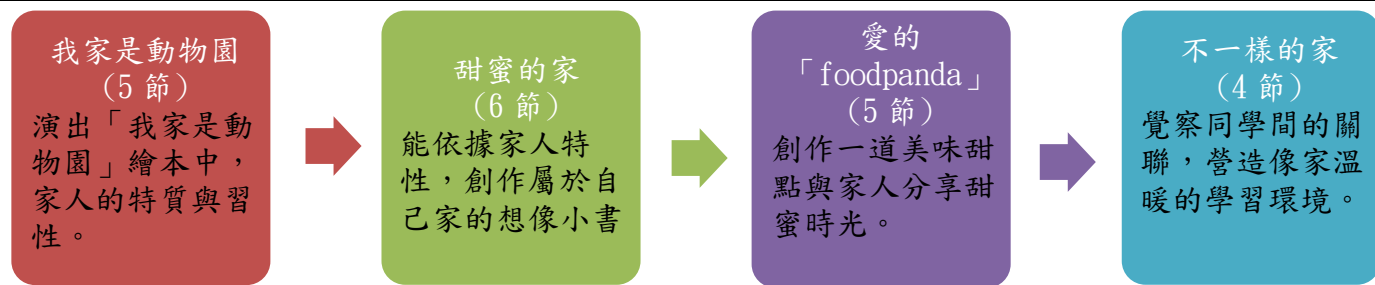 我家是動物園
(5 節)
演出「我家是動
物園」繪本中，
家人的特質與習
性。
甜蜜的家
(6 節)
能依據家人特
性，創作屬於自
己家的想像小書
愛的
「foodpanda」
(5 節)
創作一道美味甜
點與家人分享甜
蜜時光。
不一樣的家
(4 節)
覺察同學間的關
聯，營造像家溫
暖的學習環境。